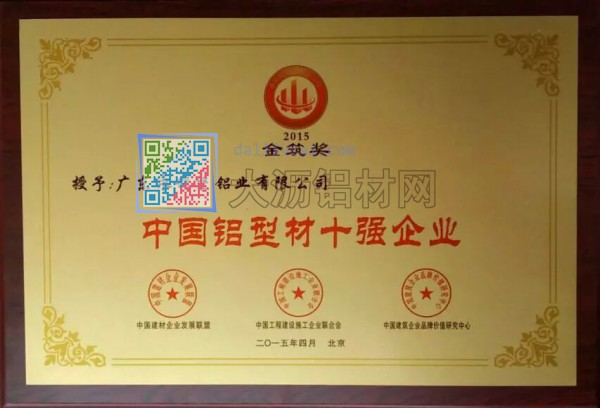 2015
金筑奖
授予:广东 铝业有限公司
大沥铝材网
中国铝型材十强企业
中国建材企业发展联盟
中国工程建设施工企业联合会
中国建筑企业品牌价值研究中心
二〇一五年四月 北京